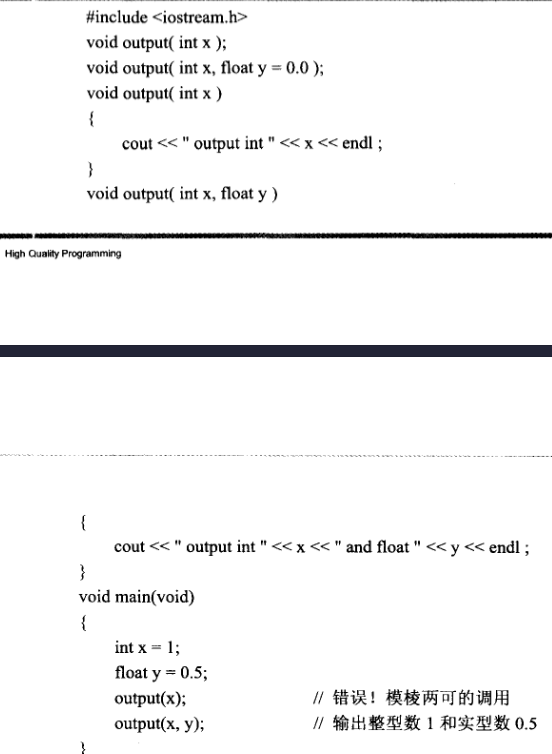 #include <iostream.h>
void output( int x );
void output( int x, float y = 0.0 );
void output( int x )
{
cout << " output int " << x << endl ;
}
void output( int x, float y )
High Quality Programming
{
cout << " output int " << x << " and float " << y << endl ;
}
void main(void)
{
int x = 1;
float y = 0.5;
output(x); // 错误！模棱两可的调用
output(x, y); // 输出整型数 1 和实型数 0.5
}